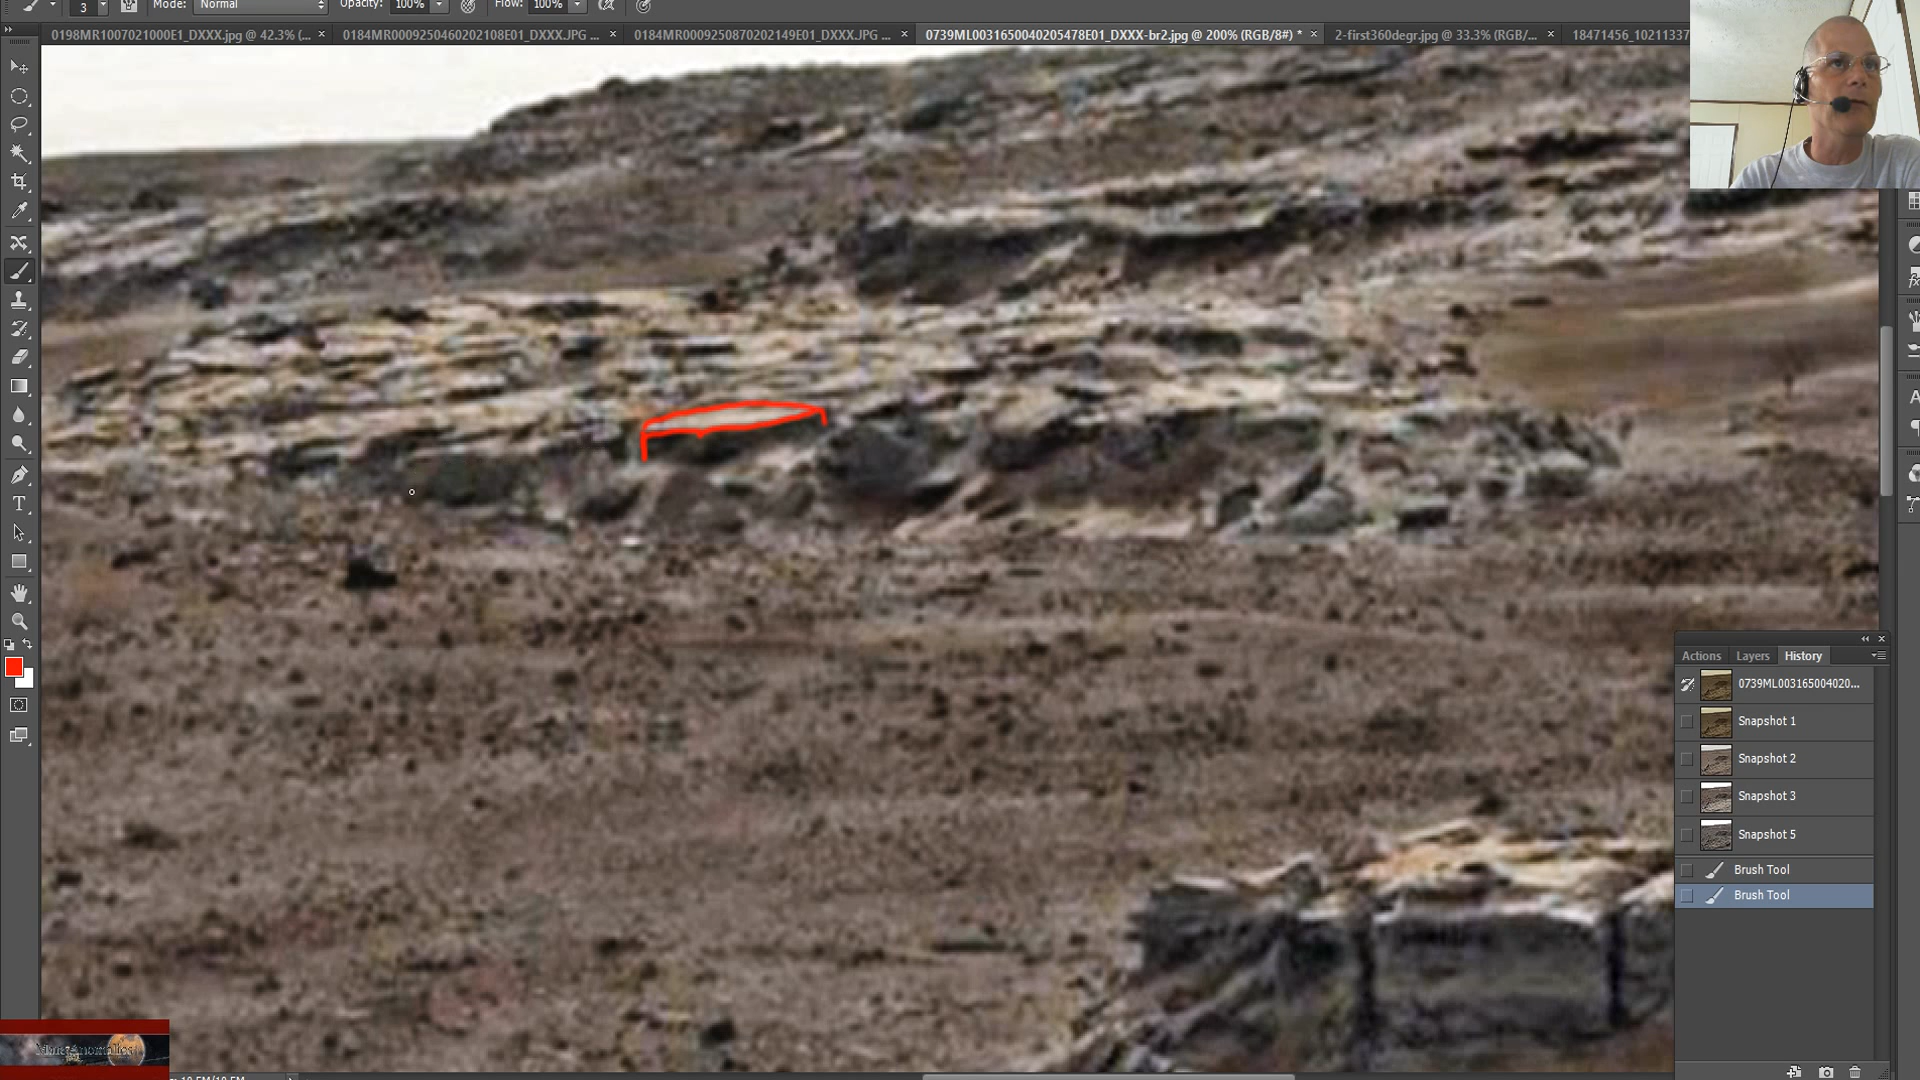 3 Mode: Normal Opacity: 100% Flow: 100%
0198MR1007021000E1_DXXX.jpg @ 42.3% (... × 0184MR0009250460202108E01_DXXX.JPG ... × 0184MR0009250870202149E01_DXXX.JPG ... × 0739ML0031650040205478E01_DXXX-br2.jpg @ 200% (RGB/8#) * × 2-first360degr.jpg @ 33.3% (RGB/... × 18471456_10211337
Actions Layers History
0739ML003165004020...
Snapshot 1
Snapshot 2
Snapshot 3
Snapshot 5
Brush Tool
Brush Tool